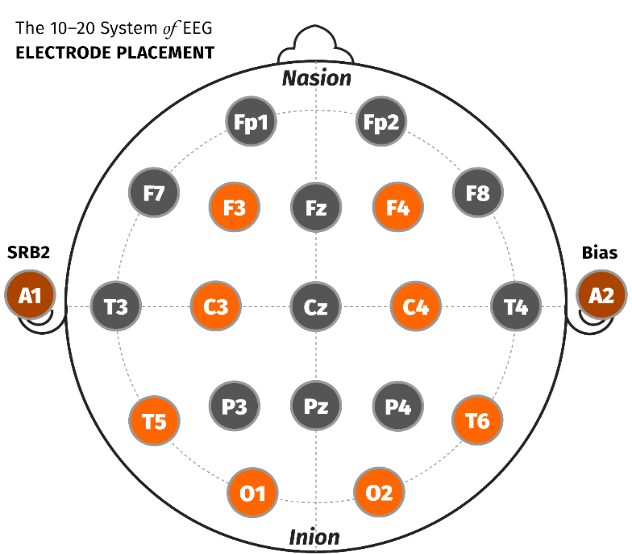 The 10–20 System of EEG
ELECTRODE PLACEMENT
Nasion
Fp1 Fp2
F7 F3 Fz F4 F8
SRB2 Bias
A1 T3 C3 Cz C4 T4 A2
T5 P3 Pz P4 T6
O1 O2
Inion